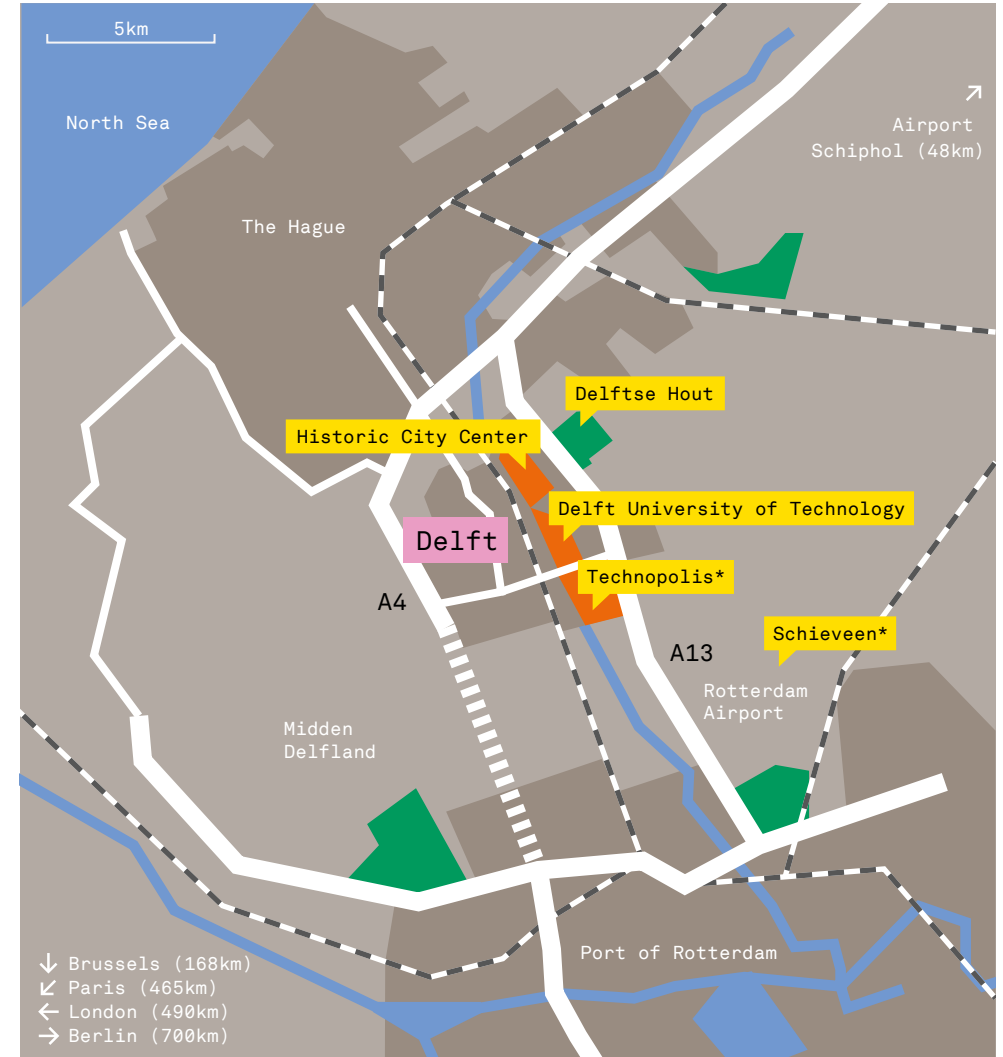 5km
North Sea
Airport
Schiphol (48km)
The Hague
Delftse Hout
Historic City Center
Delft University of Technology
Delft
Technopolis*
A4
Schieveen*
A13
Rotterdam
Airport
Midden
Delfland
Port of Rotterdam
↓ Brussels (168km)
↙ Paris (465km)
← London (490km)
→ Berlin (700km)